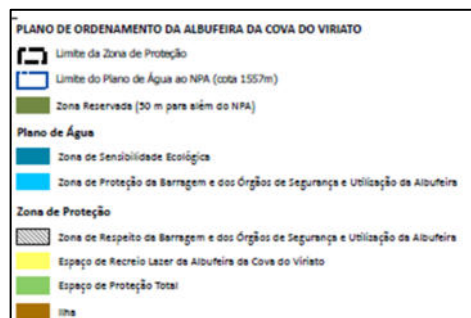 PLANO DE ORDENAMENTO DA ALBUFEIRA DA COVA DO VIRIATO
Limite da Zona de Proteção
Limite do Plano de Água ao NPA (cota 1557m)
Zona Reservada (50 m para além do NPA)
Plano de Água
Zona de Sensibilidade Ecológica
Zona de Proteção da Barragem e dos Órgãos de Segurança e Utilização da Albufeira
Zona de Proteção
Zona de Respeito da Barragem e dos Órgãos de Segurança e Utilização da Albufeira
Espaço de Recreio Lazer da Albufeira da Cova do Viriato
Espaço de Proteção Total
Ilha